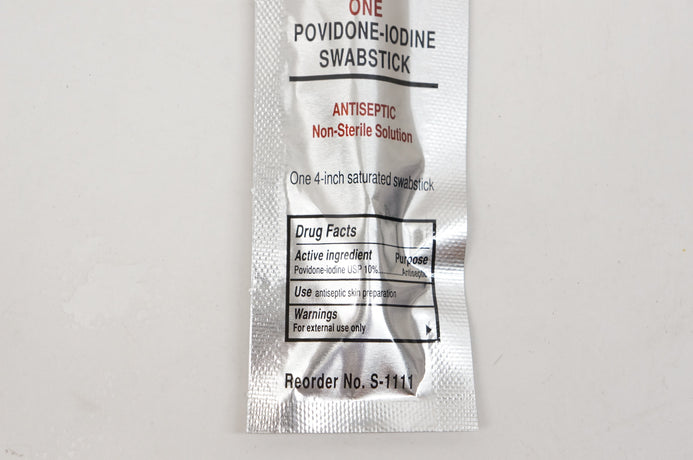 ONE
POVIDONE-IODINE
SWABSTICK
ANTISEPTIC
Non-Sterile Solution
One 4-inch saturated swabstick
Drug Facts
Active ingredient Purpose
Povidone-iodine USP 10%..... Antiseptic
Use antiseptic skin preparation
Warnings
For external use only
Reorder No. S-1111